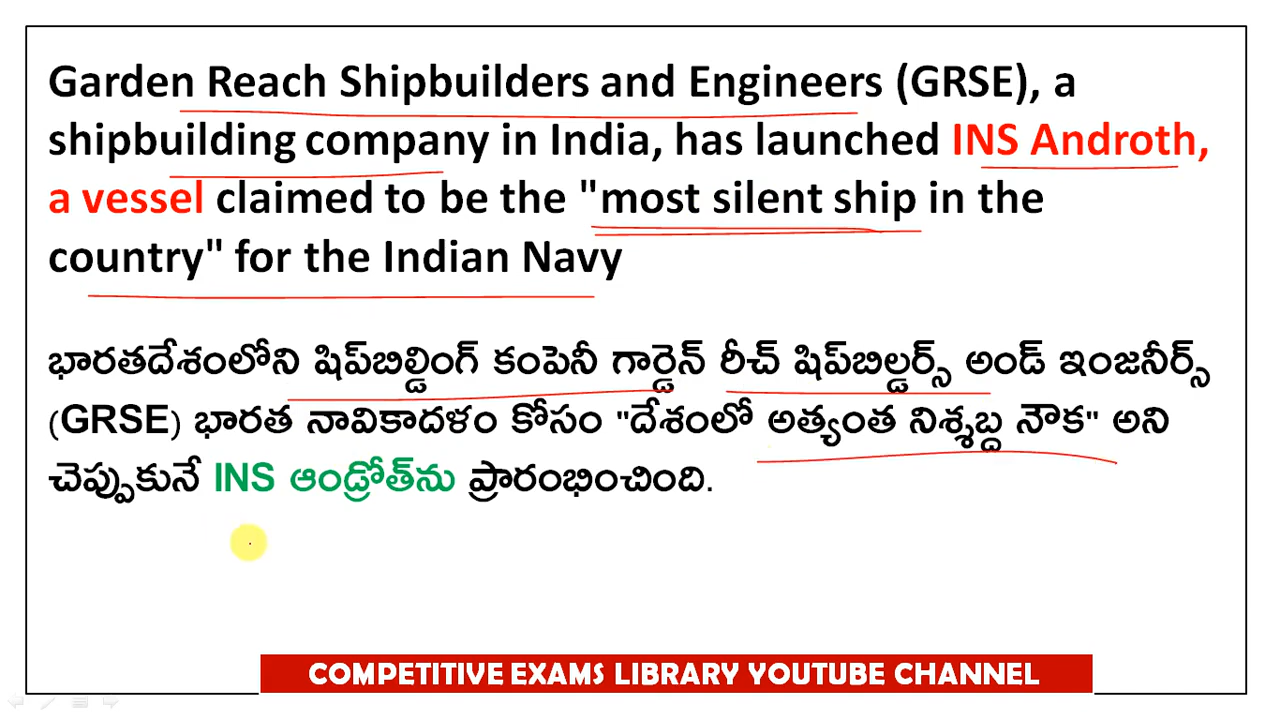 Garden Reach Shipbuilders and Engineers (GRSE), a
shipbuilding company in India, has launched INS Androth,
a vessel claimed to be the "most silent ship in the
country" for the Indian Navy
భారతదేశంలోని షిప్‌బిల్డింగ్ కంపెనీ గార్డెన్ రీచ్ షిప్‌బిల్డర్స్ అండ్ ఇంజనీర్స్
(GRSE) భారత నావికాదళం కోసం "దేశంలో అత్యంత నిశ్శబ్ద నౌక" అని
చెప్పుకునే INS ఆండ్రోత్‌ను ప్రారంభించింది.
COMPETITIVE EXAMS LIBRARY YOUTUBE CHANNEL